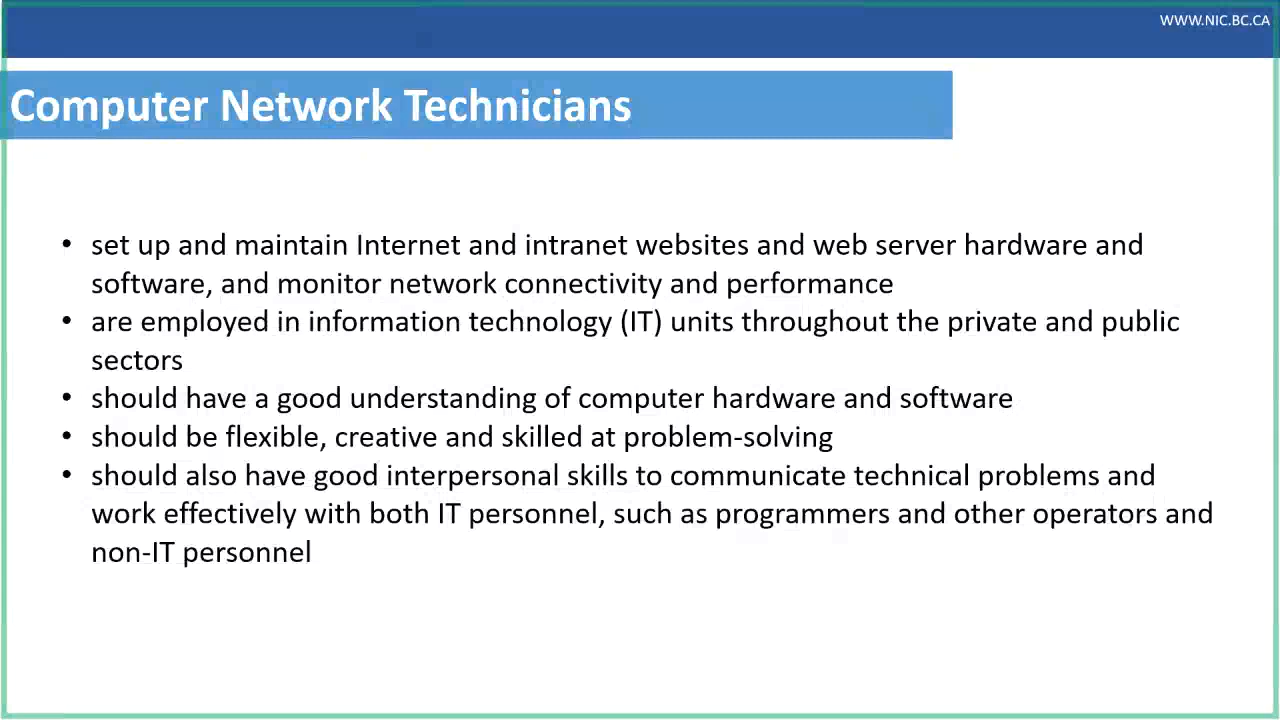 WWW.NIC.BC.CA
Computer Network Technicians
• set up and maintain Internet and intranet websites and web server hardware and
software, and monitor network connectivity and performance
• are employed in information technology (IT) units throughout the private and public
sectors
• should have a good understanding of computer hardware and software
• should be flexible, creative and skilled at problem-solving
• should also have good interpersonal skills to communicate technical problems and
work effectively with both IT personnel, such as programmers and other operators and
non-IT personnel